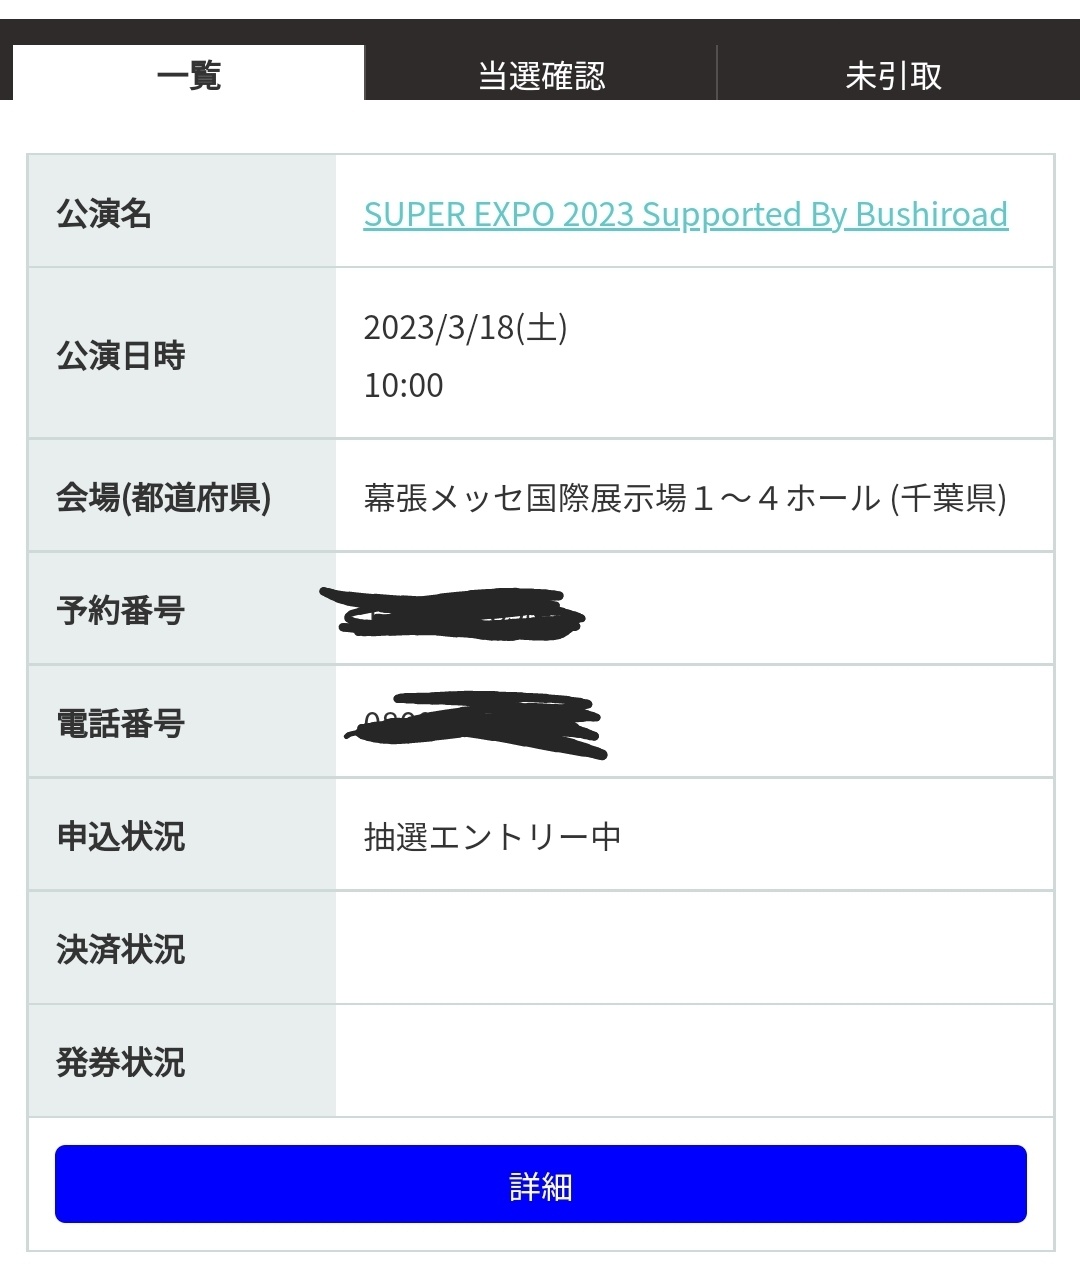 一覧
当選確認
未引取
公演名
SUPER EXPO 2023 Supported By Bushiroad
公演日時
2023/3/18(土)
10:00
会場(都道府県)
幕張メッセ国際展示場１～４ホール (千葉県)
予約番号
電話番号
申込状況
抽選エントリー中
決済状況
発券状況
詳細